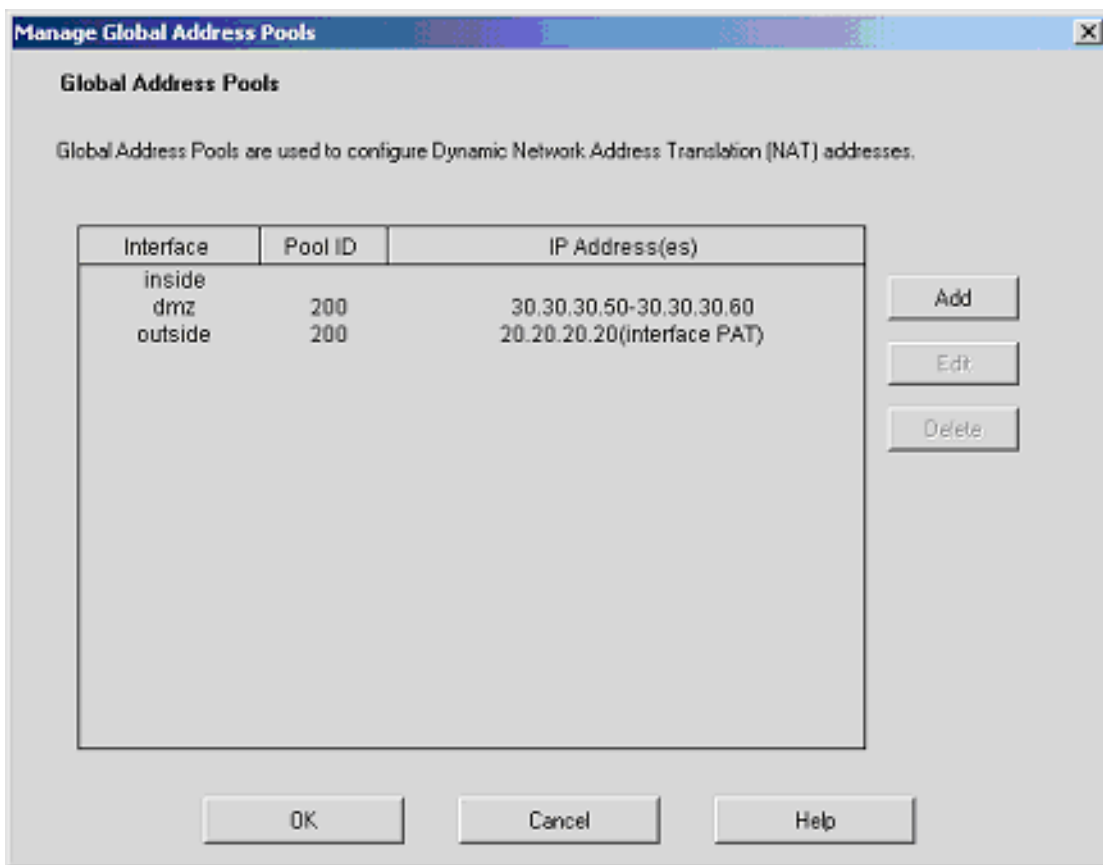 Manage Global Address Pools
Global Address Pools
Global Address Pools are used to configure Dynamic Network Address Translation (NAT) addresses.
Interface Pool ID IP Address(es)
inside
dmz 200 30.30.30.50-30.30.30.60
outside 200 20.20.20.20(interface PAT)
Add
Edit
Delete
OK Cancel Help